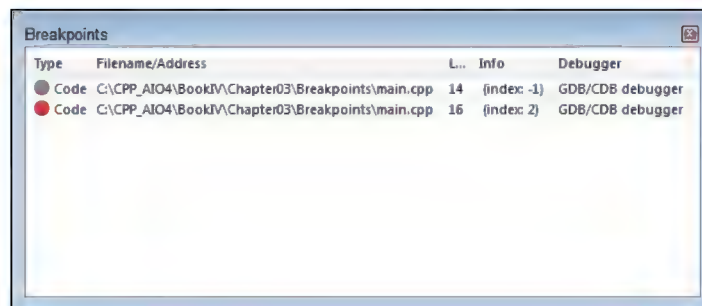 Breakpoints
Type Filename/Address L... Info Debugger
Code C:\CPP_AIO4\BookIV\Chapter03\Breakpoints\main.cpp 14 (index: -1) GDB/CDB debugger
Code C:\CPP_AIO4\BookIV\Chapter03\Breakpoints\main.cpp 16 (index: 2) GDB/CDB debugger